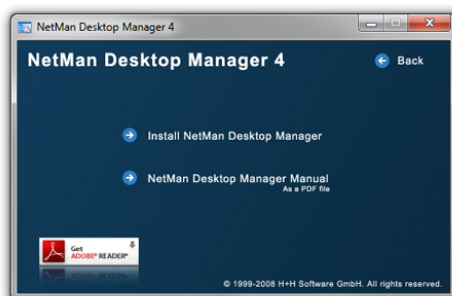 NetMan Desktop Manager 4
NetMan Desktop Manager 4
Back
Install NetMan Desktop Manager
NetMan Desktop Manager Manual
As a PDF file
Get
ADOBE® READER®
© 1999-2008 H+H Software GmbH. All rights reserved.